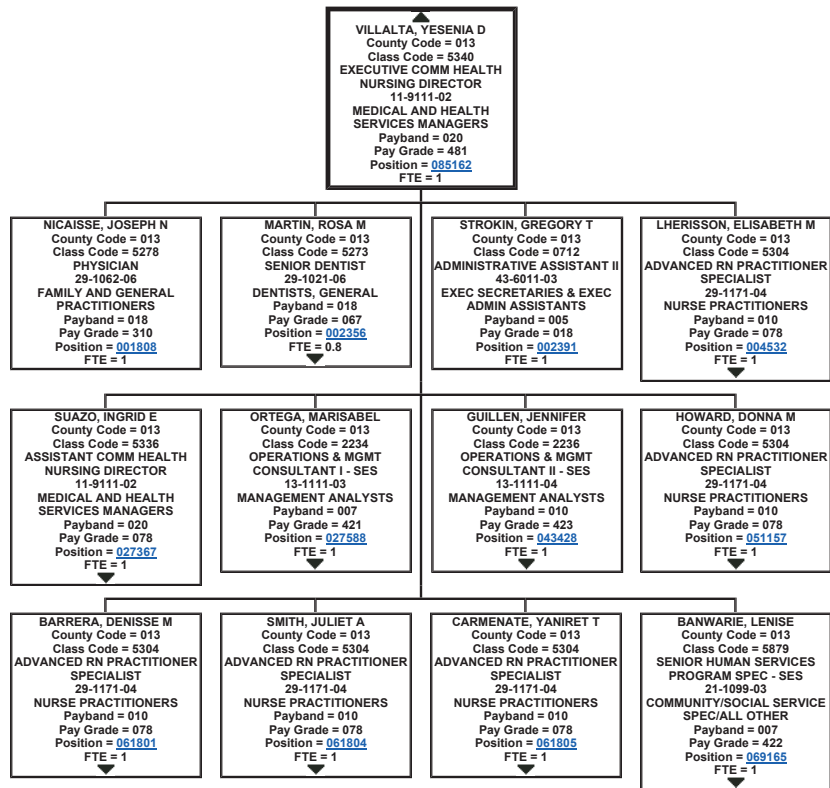 VILLALTA, YESENIA D
County Code = 013
Class Code = 5340
EXECUTIVE COMM HEALTH
NURSING DIRECTOR
11-9111-02
MEDICAL AND HEALTH
SERVICES MANAGERS
Payband = 020
Pay Grade = 481
Position = 085162
FTE = 1
NICAISSE, JOSEPH N
County Code = 013
Class Code = 5278
PHYSICIAN
29-1062-06
FAMILY AND GENERAL
PRACTITIONERS
Payband = 018
Pay Grade = 310
Position = 001808
FTE = 1
MARTIN, ROSA M
County Code = 013
Class Code = 5273
SENIOR DENTIST
29-1021-06
DENTISTS, GENERAL
Payband = 018
Pay Grade = 067
Position = 002356
FTE = 0.8
STROKIN, GREGORY T
County Code = 013
Class Code = 0712
ADMINISTRATIVE ASSISTANT II
43-6011-03
EXEC SECRETARIES & EXEC
ADMIN ASSISTANTS
Payband = 005
Pay Grade = 018
Position = 002391
FTE = 1
LHERISSON, ELISABETH M
County Code = 013
Class Code = 5304
ADVANCED RN PRACTITIONER
SPECIALIST
29-1171-04
NURSE PRACTITIONERS
Payband = 010
Pay Grade = 078
Position = 004532
FTE = 1
SUAZO, INGRID E
County Code = 013
Class Code = 5336
ASSISTANT COMM HEALTH
NURSING DIRECTOR
11-9111-02
MEDICAL AND HEALTH
SERVICES MANAGERS
Payband = 020
Pay Grade = 078
Position = 027367
FTE = 1
ORTEGA, MARISABEL
County Code = 013
Class Code = 2234
OPERATIONS & MGMT
CONSULTANT I - SES
13-1111-03
MANAGEMENT ANALYSTS
Payband = 007
Pay Grade = 421
Position = 027588
FTE = 1
GUILLEN, JENNIFER
County Code = 013
Class Code = 2236
OPERATIONS & MGMT
CONSULTANT II - SES
13-1111-04
MANAGEMENT ANALYSTS
Payband = 010
Pay Grade = 423
Position = 043428
FTE = 1
HOWARD, DONNA M
County Code = 013
Class Code = 5304
ADVANCED RN PRACTITIONER
SPECIALIST
29-1171-04
NURSE PRACTITIONERS
Payband = 010
Pay Grade = 078
Position = 051157
FTE = 1
BARRERA, DENISSE M
County Code = 013
Class Code = 5304
ADVANCED RN PRACTITIONER
SPECIALIST
29-1171-04
NURSE PRACTITIONERS
Payband = 010
Pay Grade = 078
Position = 061801
FTE = 1
SMITH, JULIET A
County Code = 013
Class Code = 5304
ADVANCED RN PRACTITIONER
SPECIALIST
29-1171-04
NURSE PRACTITIONERS
Payband = 010
Pay Grade = 078
Position = 061804
FTE = 1
CARMENATE, YANIRET T
County Code = 013
Class Code = 5304
ADVANCED RN PRACTITIONER
SPECIALIST
29-1171-04
NURSE PRACTITIONERS
Payband = 010
Pay Grade = 078
Position = 061805
FTE = 1
BANWARIE, LENISE
County Code = 013
Class Code = 5879
SENIOR HUMAN SERVICES
PROGRAM SPEC - SES
21-1099-03
COMMUNITY/SOCIAL SERVICE
SPEC/ALL OTHER
Payband = 007
Pay Grade = 422
Position = 069165
FTE = 1